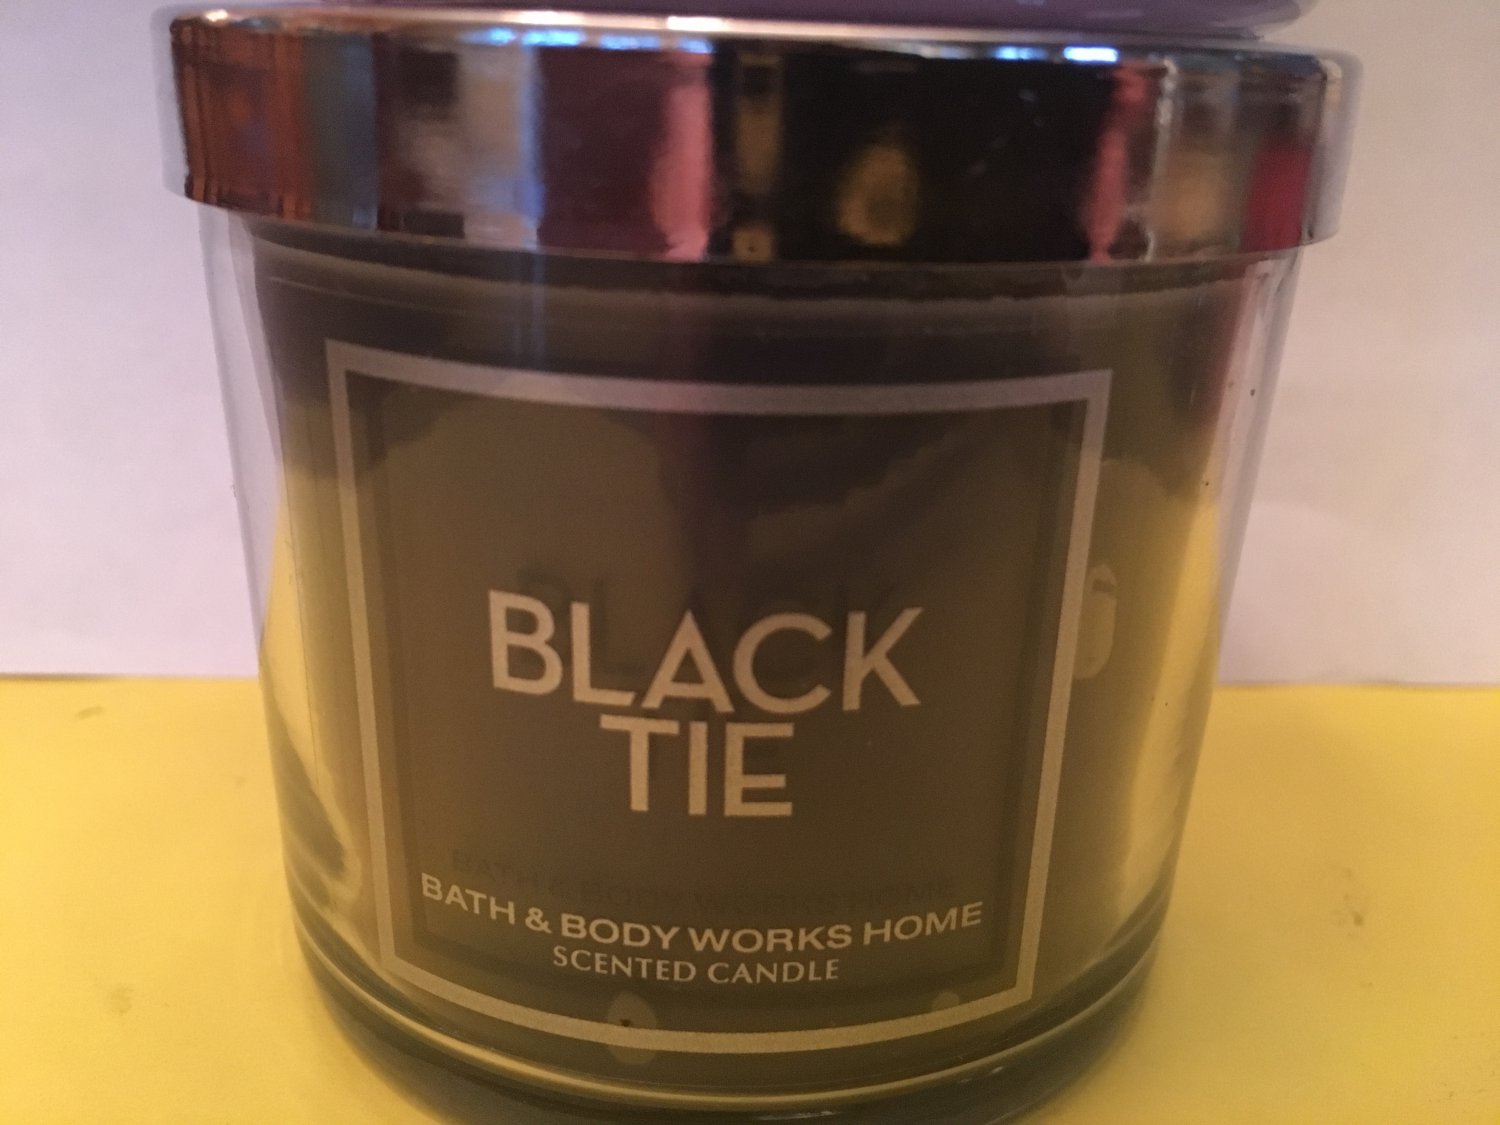 BLACK
TIE
BATH & BODY WORKS HOME
SCENTED CANDLE